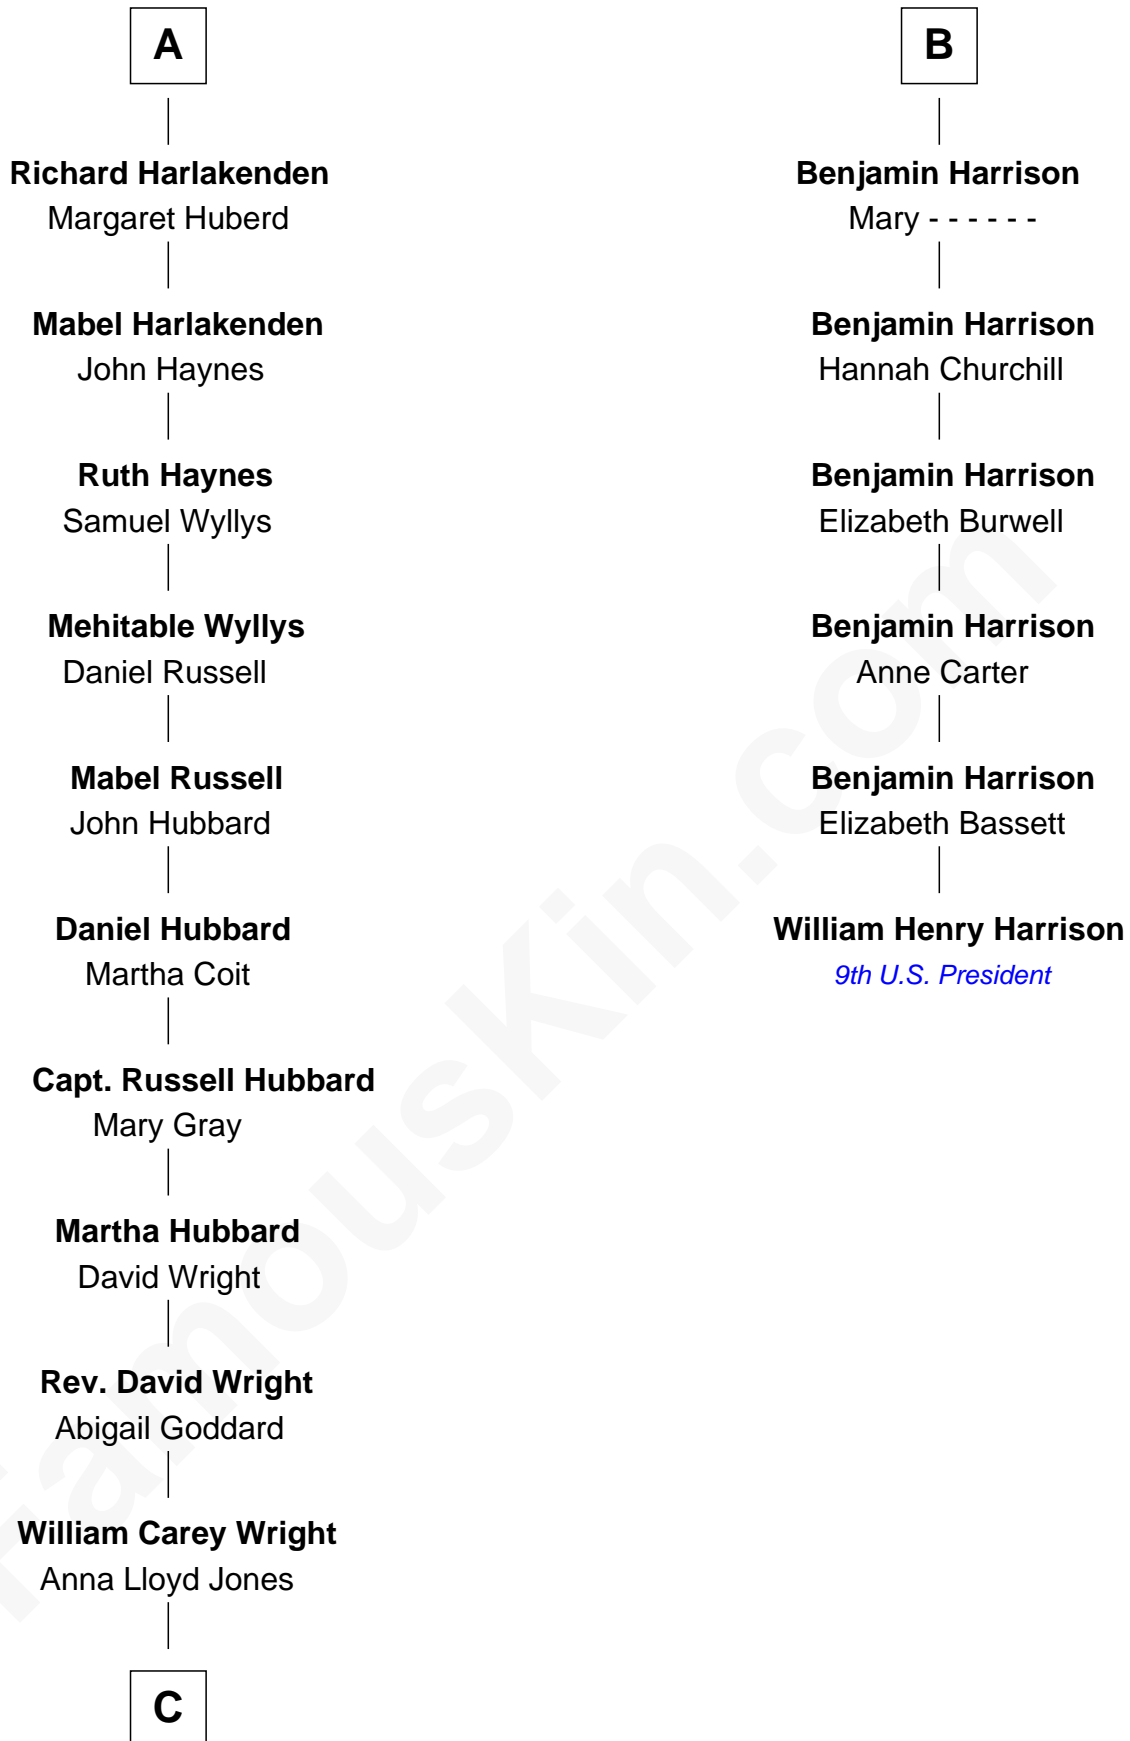 A
Richard Harlakenden
Margaret Huberd
Mabel Harlakenden
John Haynes
Ruth Haynes
Samuel Wyllys
Mehitable Wyllys
Daniel Russell
Mabel Russell
John Hubbard
Daniel Hubbard
Martha Coit
Capt. Russell Hubbard
Mary Gray
Martha Hubbard
David Wright
Rev. David Wright
Abigail Goddard
William Carey Wright
Anna Lloyd Jones
C
B
Benjamin Harrison
Mary - - - - - -
Benjamin Harrison
Hannah Churchill
Benjamin Harrison
Elizabeth Burwell
Benjamin Harrison
Anne Carter
Benjamin Harrison
Elizabeth Bassett
William Henry Harrison
9th U.S. President
FamousKin.com